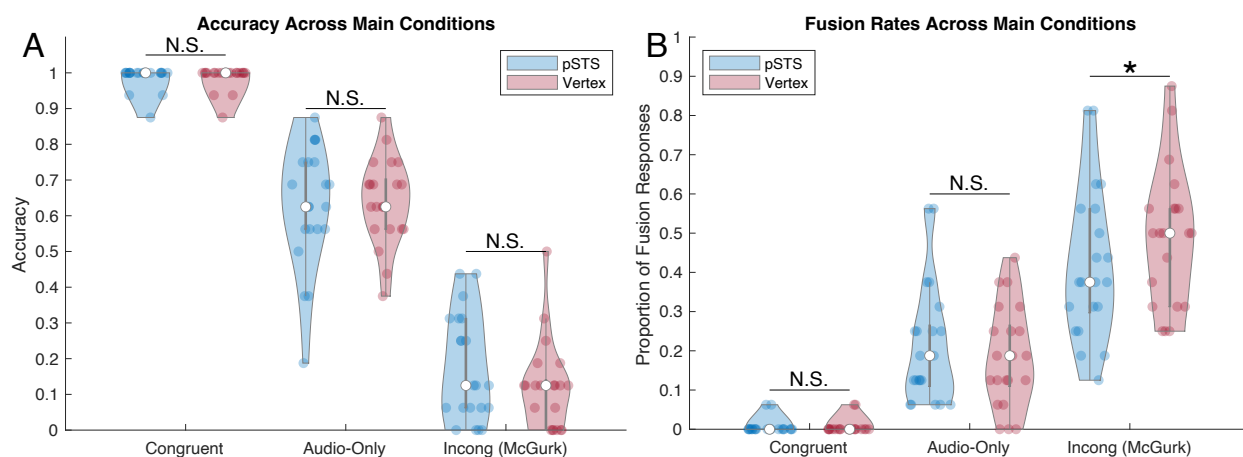 A
Accuracy Across Main Conditions
N.S.
N.S.
N.S.
pSTS
Vertex
Accuracy
1
0.9
0.8
0.7
0.6
0.5
0.4
0.3
0.2
0.1
0
Congruent
Audio-Only
Incong (McGurk)
B
Fusion Rates Across Main Conditions
pSTS
Vertex
N.S.
N.S.
*
Proportion of Fusion Responses
1
0.9
0.8
0.7
0.6
0.5
0.4
0.3
0.2
0.1
0
Congruent
Audio-Only
Incong (McGurk)